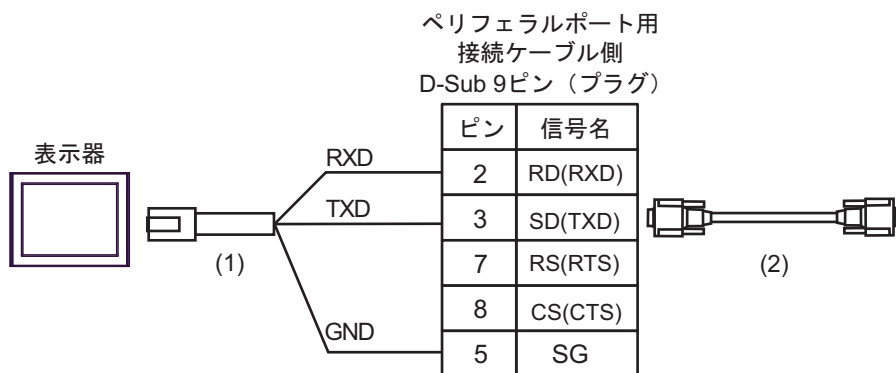 ペリフェラルポート用
接続ケーブル側
D-Sub 9ピン（プラグ）
ピン 信号名
表示器
RXD
2 RD(RXD)
TXD
3 SD(TXD)
(1)
7 RS(RTS)
(2)
8 CS(CTS)
GND
5 SG